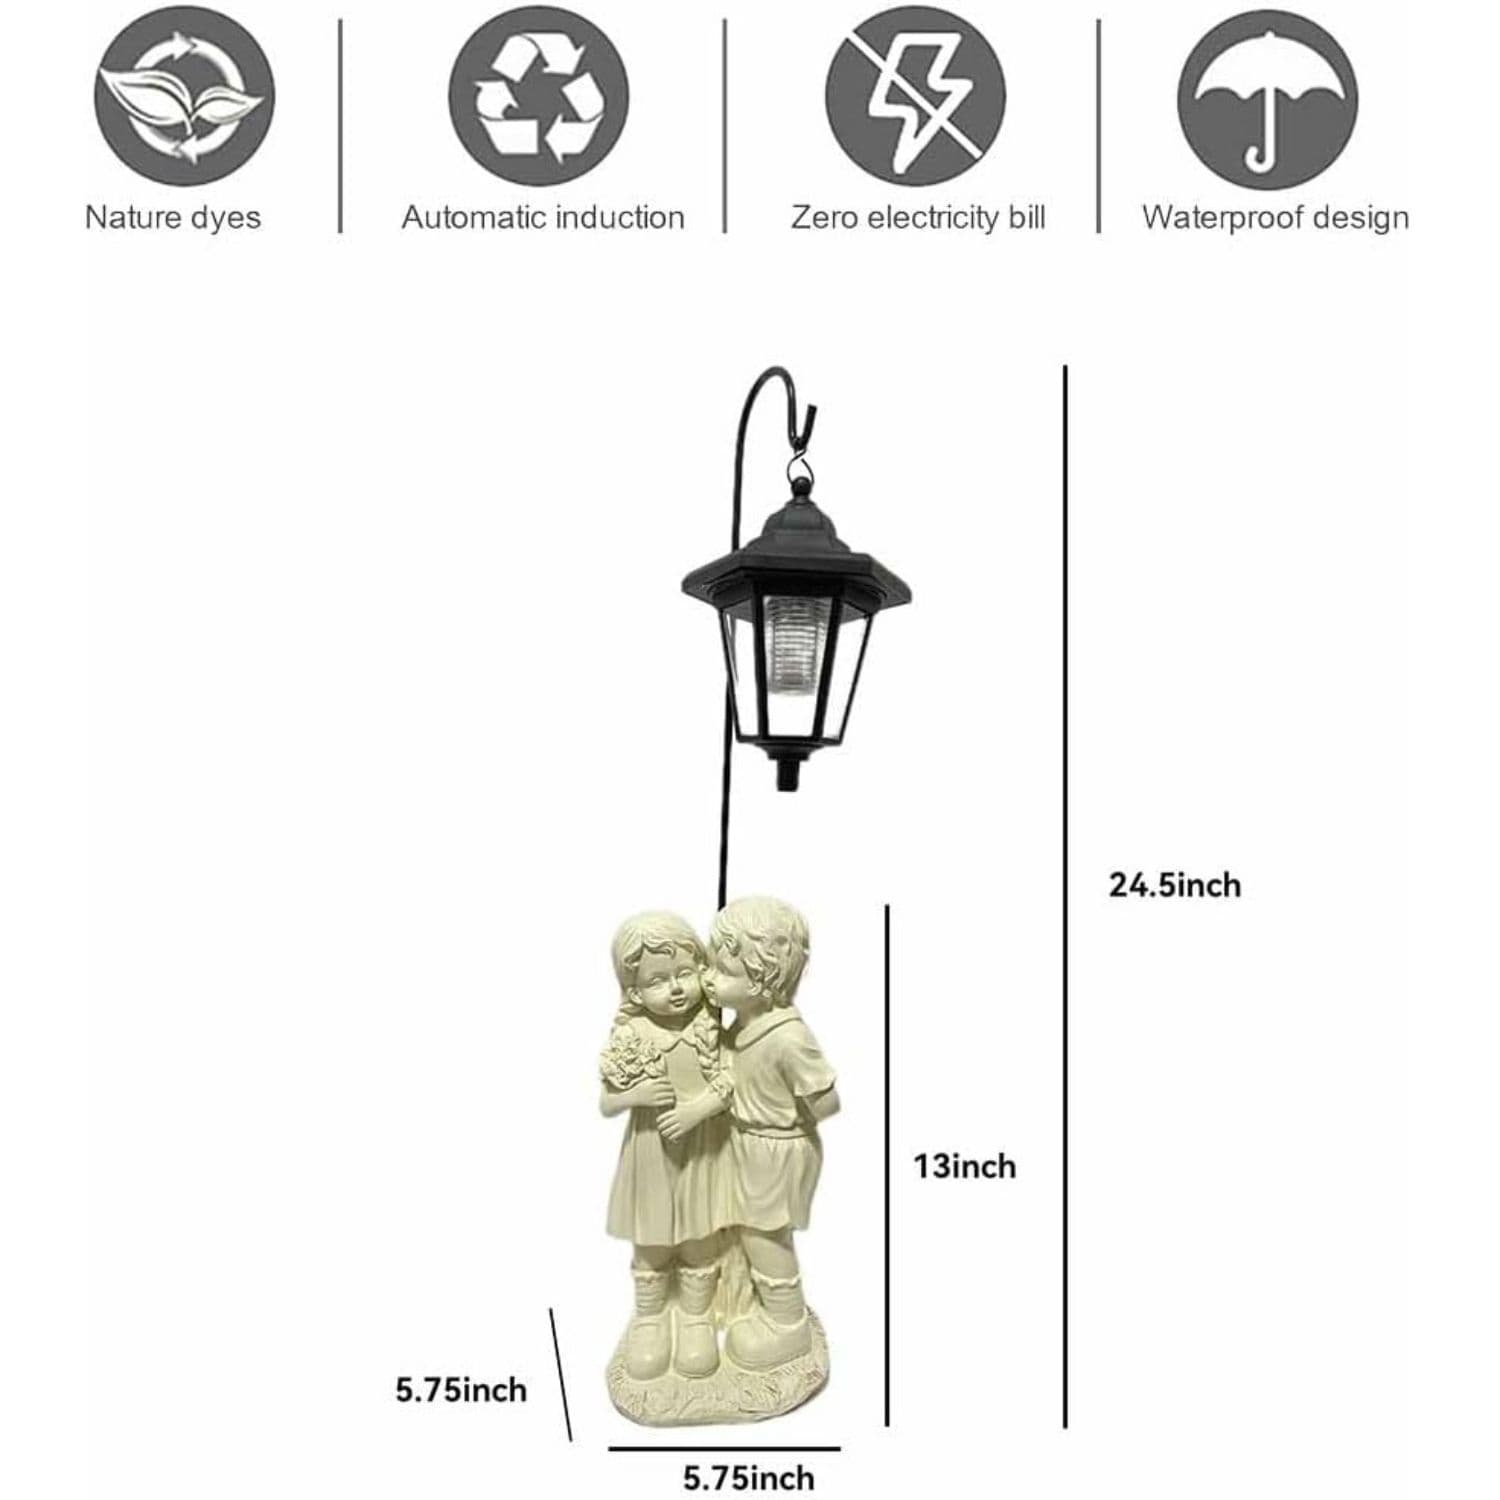 Nature dyes
Automatic induction
Zero electricity bill
Waterproof design
24.5inch
13inch
5.75inch
5.75inch